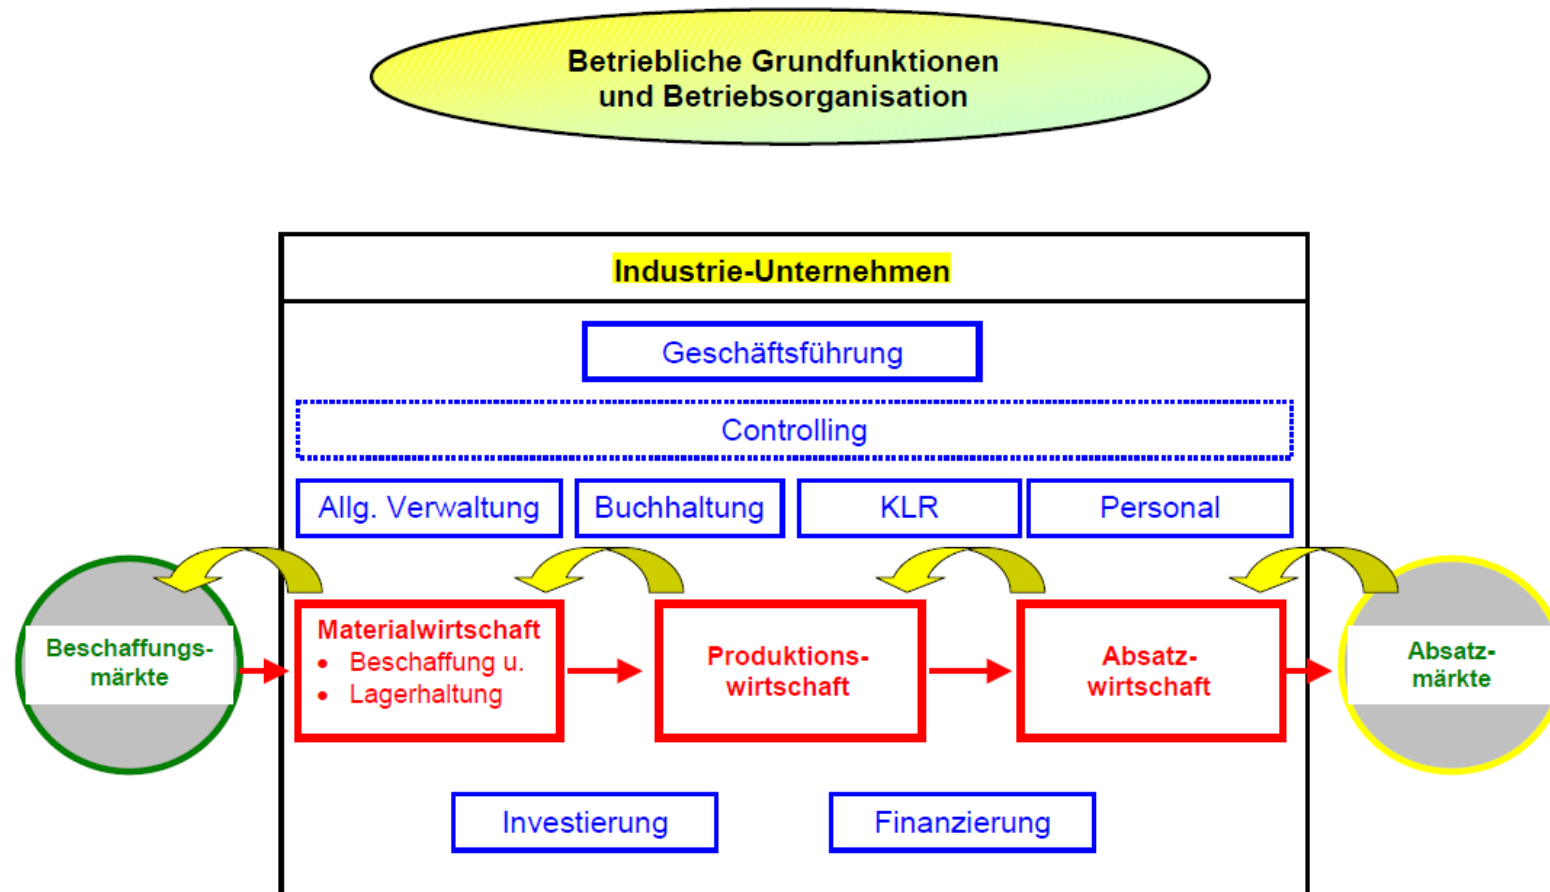 Betriebliche Grundfunktionen
und Betriebsorganisation
Industrie-Unternehmen
Geschäftsführung
Controlling
Allg. Verwaltung
Buchhaltung
KLR
Personal
Beschaffungs-
märkte
Materialwirtschaft
• Beschaffung u.
• Lagerhaltung
Produktions-
wirtschaft
Absatz-
wirtschaft
Absatz-
märkte
Investierung
Finanzierung